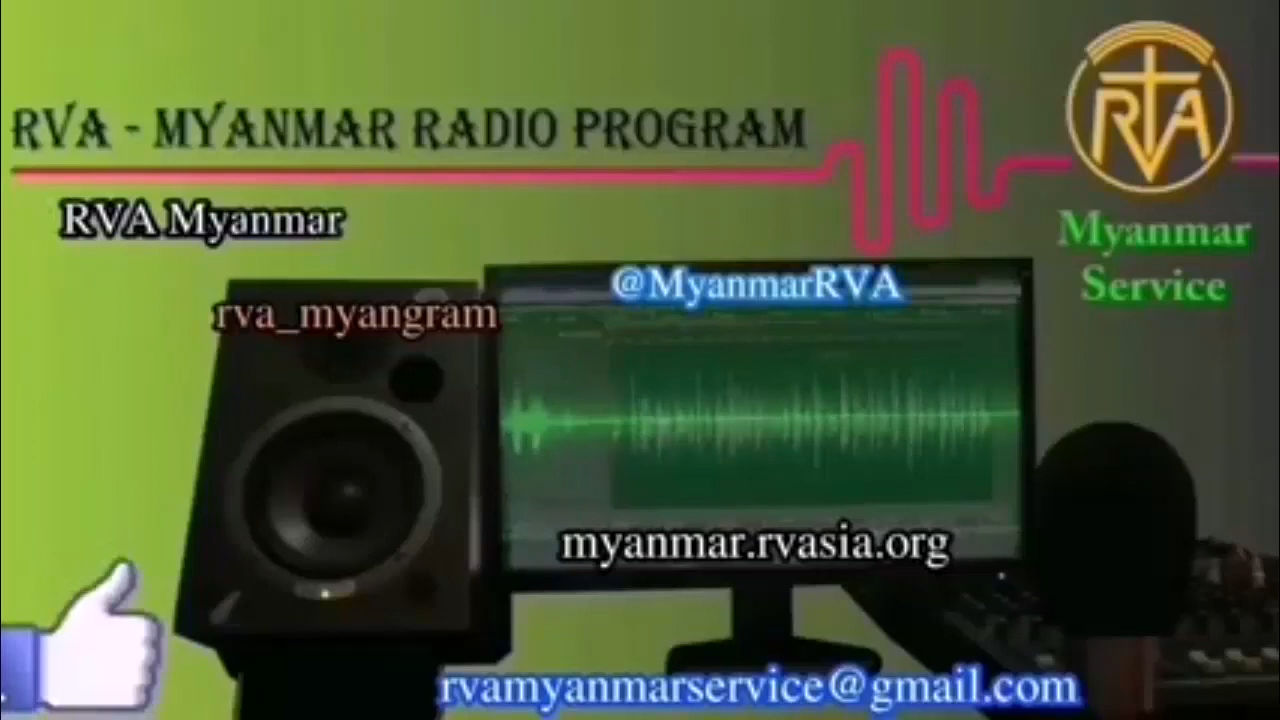 RVA
RVA - MYANMAR RADIO PROGRAM
RVA Myanmar
Myanmar
Service
@MyanmarRVA
rva_myangram
myanmar.rvasia.org
rvamyanmarservice@gmail.com